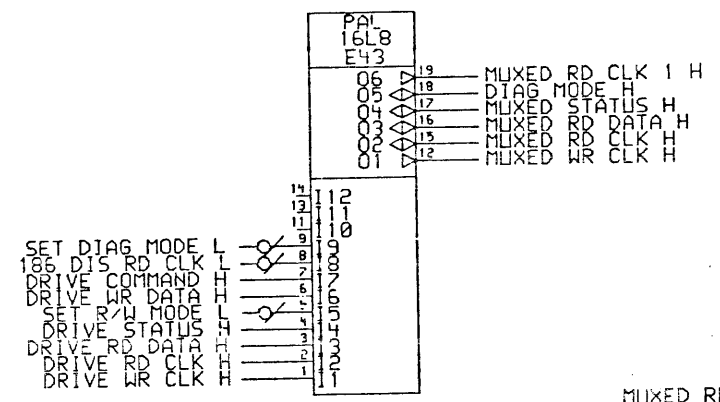 PAL
16L8
E43
O6 19 MUXED RD CLK 1 H
O5 18 DIAG MODE H
O4 17 MUXED STATUS H
O3 16 MUXED RD DATA H
O2 15 MUXED RD CLK H
O1 12 MUXED WR CLK H
14 I12
13 I11
11 I10
SET DIAG MODE L 9 I9
186 DIS RD CLK L 8 I8
DRIVE COMMAND H 7 I7
DRIVE WR DATA H 6 I6
SET R/W MODE L I5
DRIVE STATUS H 4 I4
DRIVE RD DATA H 3 I3
DRIVE RD CLK H 2 I2
DRIVE WR CLK H 1 I1
MUXED